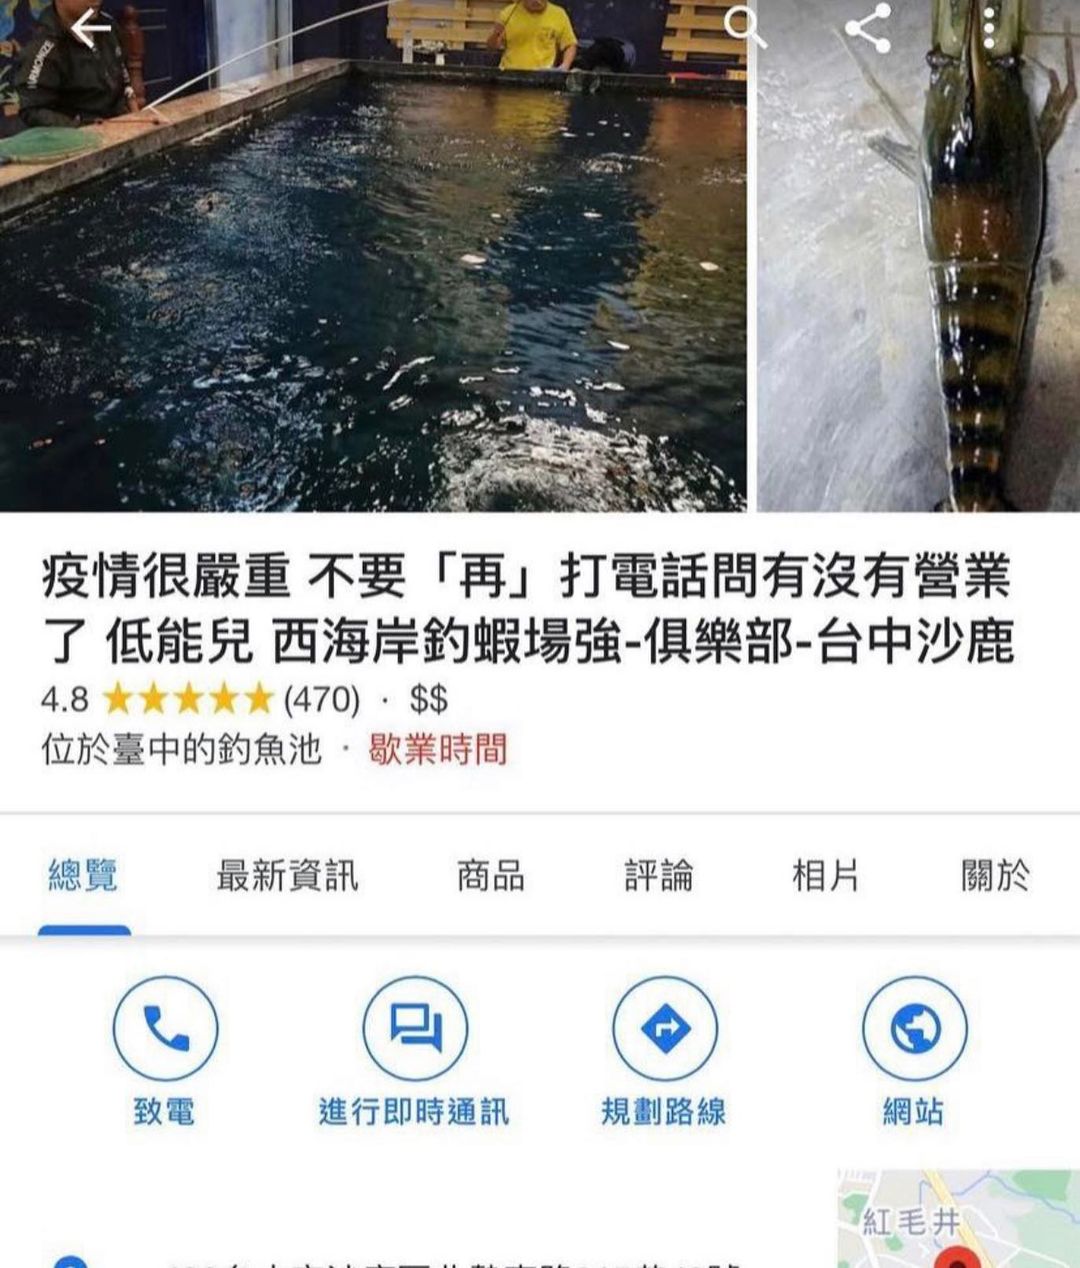 疫情很嚴重 不要「再」打電話問有沒有營業
了 低能兒 西海岸釣蝦場強-俱樂部-台中沙鹿
4.8 ★★★★★ (470) · $$
位於臺中的釣魚池 · 歇業時間
總覽 最新資訊 商品 評論 相片 關於
致電 進行即時通訊 規劃路線 網站
紅毛井